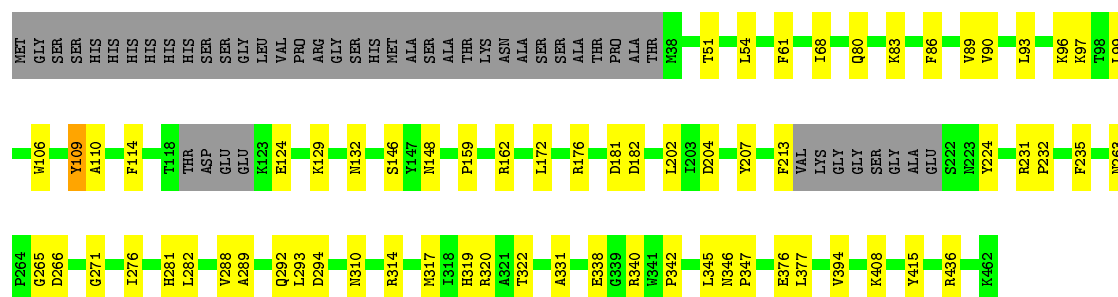 MET GLY SER SER HIS HIS HIS HIS HIS HIS SER SER GLY LEU VAL PRO ARG GLY SER HIS MET ALA SER ALA THR LYS ASN ALA SER SER ALA THR PRO ALA THR M38 T51 L54 F61 I68 Q80 K83 F86 V89 V90 L93 K96 K97 T98
W106 Y109 A110 F114 T118 THR ASP GLU GLU K123 E124 K129 N132 S146 Y147 N148 P159 R162 L172 R176 D181 D182 L202 I203 D204 Y207 F213 VAL LYS GLY GLY SER GLY ALA GLU S222 N223 Y224 R231 P232 F235 N263
P264 G265 D266 G271 I276 H281 L282 V288 A289 Q292 L293 D294 N310 R314 M317 I318 H319 R320 A321 T322 A331 E338 G339 R340 W341 P342 L345 N346 P347 E376 L377 V394 K408 Y415 R436 K462